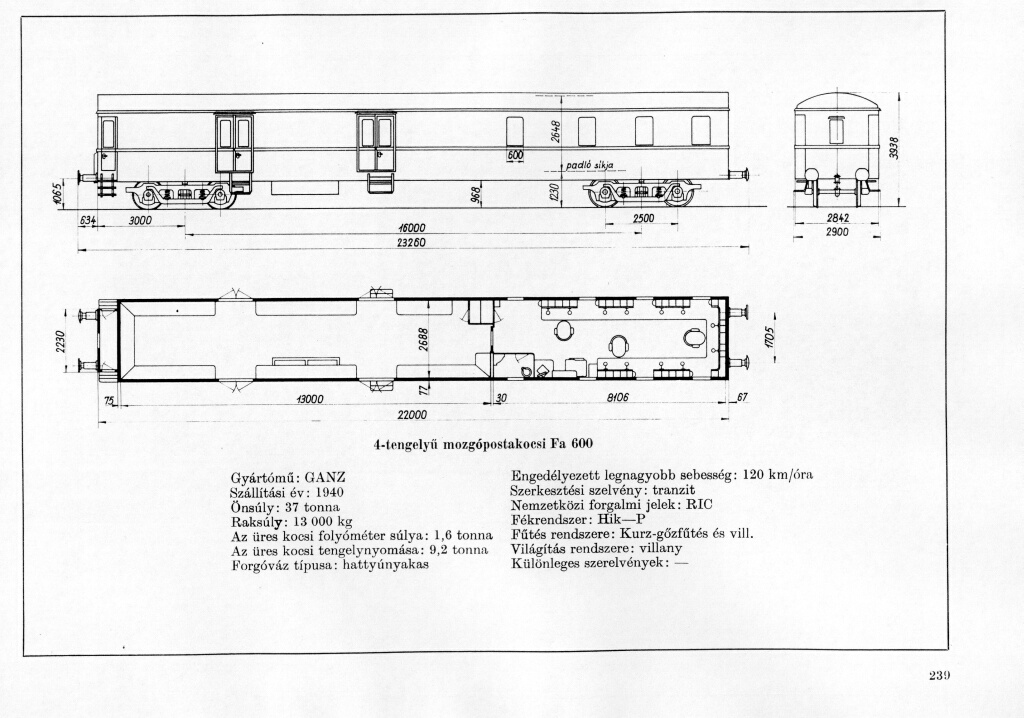 2648
600
padló síkja
3938
1065
968
1230
634
3000
2500
2842
16000
2900
23260
2230
2688
1705
77
75
13000
30
8106
67
22000
4-tengelyű mozgópostakocsi Fa 600
Gyártómű: GANZ
Szállítási év: 1940
Önsúly: 37 tonna
Raksúly: 13 000 kg
Az üres kocsi folyóméter súlya: 1,6 tonna
Az üres kocsi tengelynyomása: 9,2 tonna
Forgóváz típusa: hattyúnyakas
Engedélyezett legnagyobb sebesség: 120 km/óra
Szerkesztési szelvény: tranzit
Nemzetközi forgalmi jelek: RIC
Fékrendszer: Hik—P
Fűtés rendszere: Kurz-gőzfűtés és vill.
Világítás rendszere: villany
Különleges szerelvények: —
239